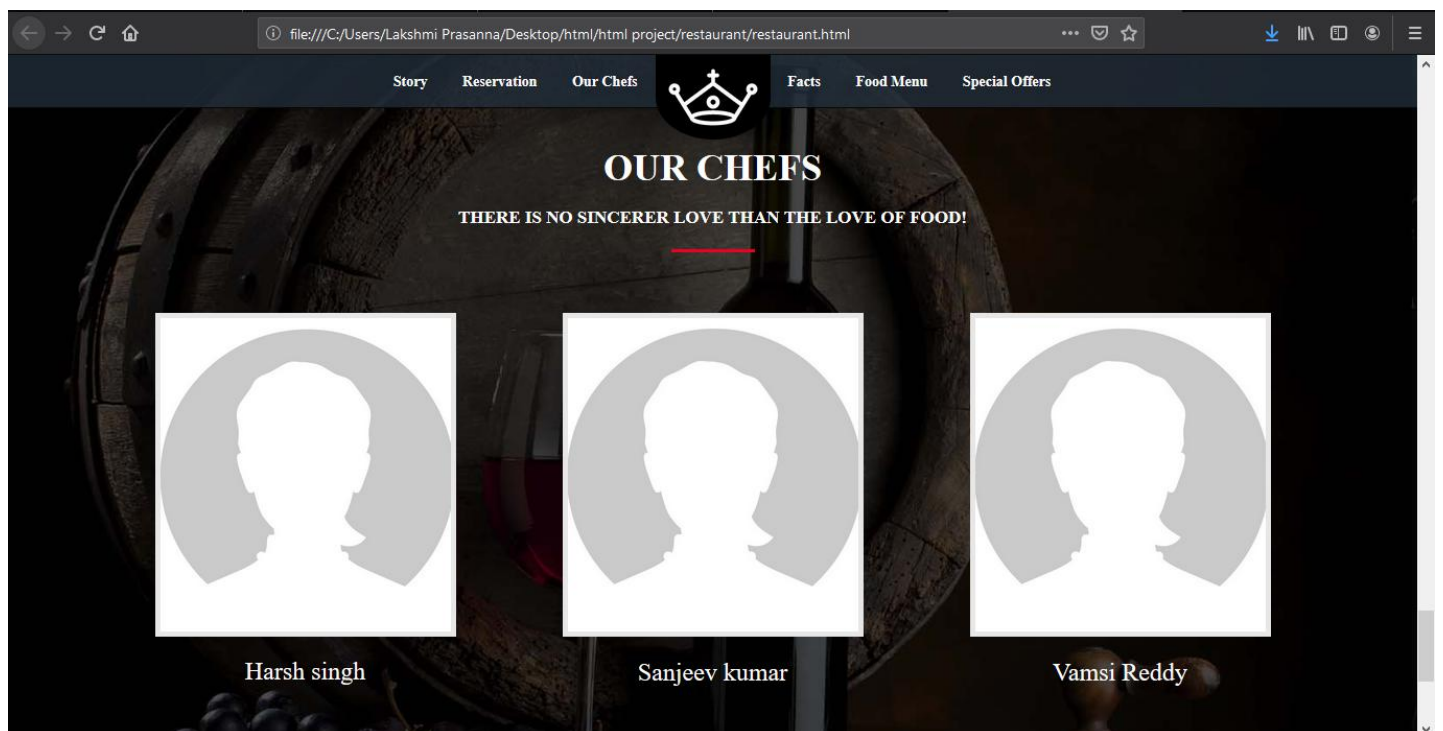 file:///C:/Users/Lakshmi Prasanna/Desktop/html/html project/restaurant/restaurant.html
Story Reservation Our Chefs Facts Food Menu Special Offers
OUR CHEFS
THERE IS NO SINCERER LOVE THAN THE LOVE OF FOOD!
Harsh singh Sanjeev kumar Vamsi Reddy